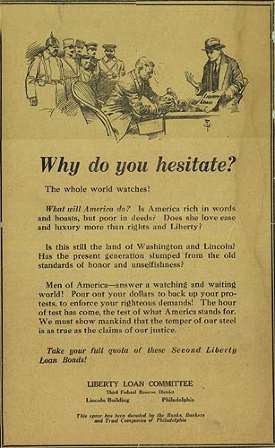 Liberty
Loan
Why do you hesitate?
The whole world watches!
What will America do? Is America rich in words
and boasts, but poor in deeds? Does she love ease
and luxury more than rights and Liberty?
Is this still the land of Washington and Lincoln?
Has the present generation slumped from the old
standards of honor and unselfishness?
Men of America—answer a watching and waiting
world! Pour out your dollars to back up your pro-
tests, to enforce your righteous demands! The hour
of test has come, the test of what America stands for.
We must show mankind that the temper of our steel
is as true as the claims of our justice.
Take your full quota of these Second Liberty
Loan Bonds!
LIBERTY LOAN COMMITTEE
Third Federal Reserve District
Lincoln Building Philadelphia
This space has been donated by the Banks, Bankers
and Trust Companies of Philadelphia